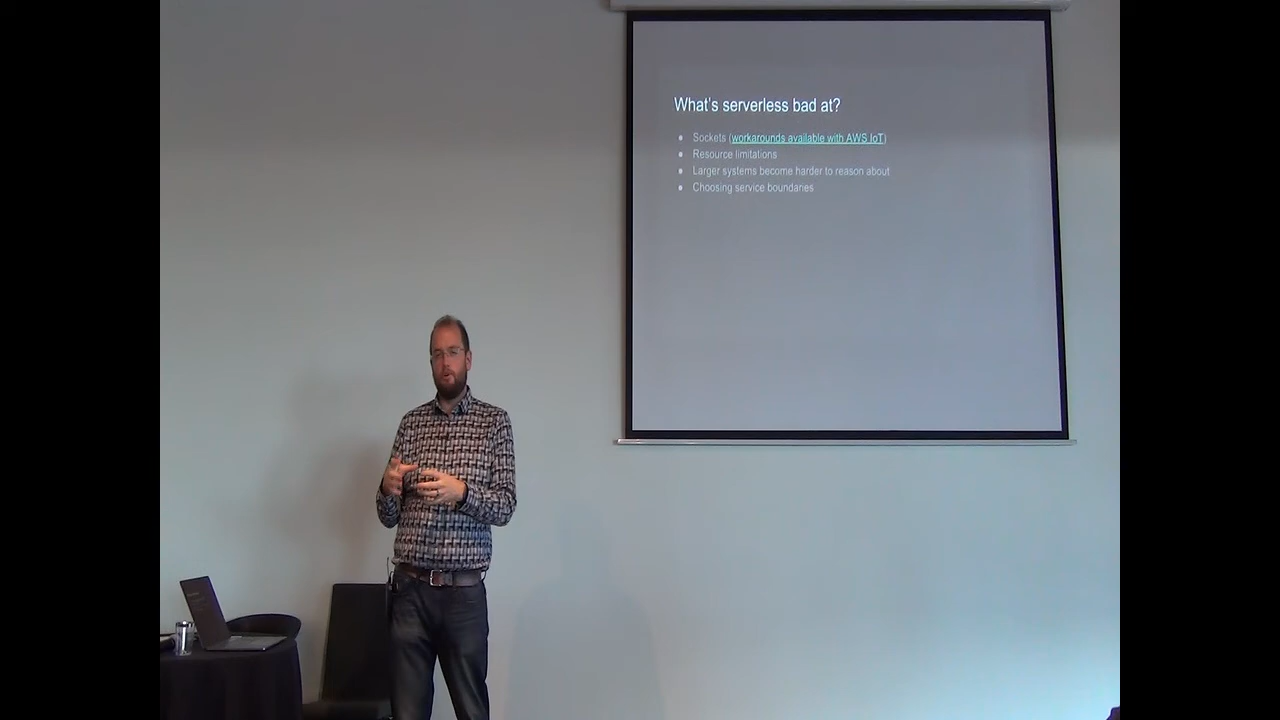 What's serverless bad at?
● Sockets (workarounds available with AWS IoT)
● Resource limitations
● Larger systems become harder to reason about
● Choosing service boundaries